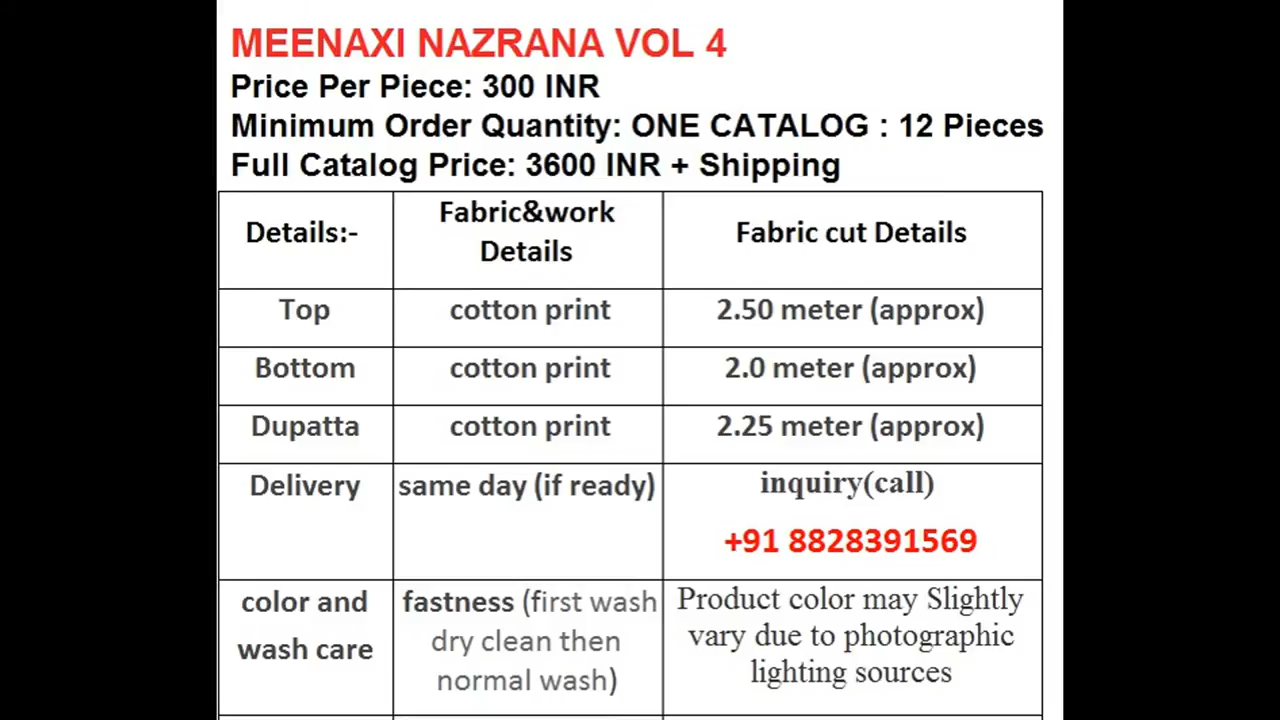 MEENAXI NAZRANA VOL 4
Price Per Piece: 300 INR
Minimum Order Quantity: ONE CATALOG : 12 Pieces
Full Catalog Price: 3600 INR + Shipping
Details:-
Fabric&work
Details
Fabric cut Details
Top
cotton print
2.50 meter (approx)
Bottom
cotton print
2.0 meter (approx)
Dupatta
cotton print
2.25 meter (approx)
Delivery
same day (if ready)
inquiry(call)
+91 8828391569
color and
wash care
fastness (first wash
dry clean then
normal wash)
Product color may Slightly
vary due to photographic
lighting sources